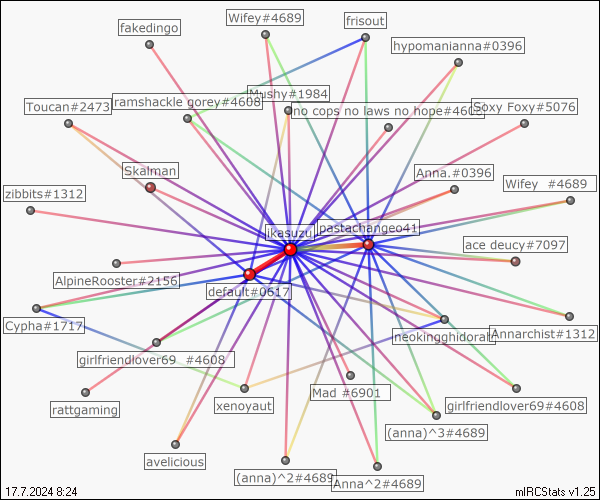 Wifey#4689
frisout
fakedingo
hypomanianna#0396
Mushy#1984
ramshackle gorey#4608
no cops no laws no hope#4608
Soxy Foxy#5076
Toucan#2473
Skalman
Anna.#0396
zibbits#1312
Wifey #4689
ikasuzu
pastachangeo41
ace deucy#7097
AlpineRooster#2156
default#0617
Cypha#1717
neokingghidorah
Annarchist#1312
girlfriendlover69 #4608
rattgaming
xenoyaut
Mad #6901
girlfriendlover69#4608
(anna)^3#4689
avelicious
(anna)^2#4689
Anna^2#4689
17.7.2024 8:24
mIRCStats v1.25